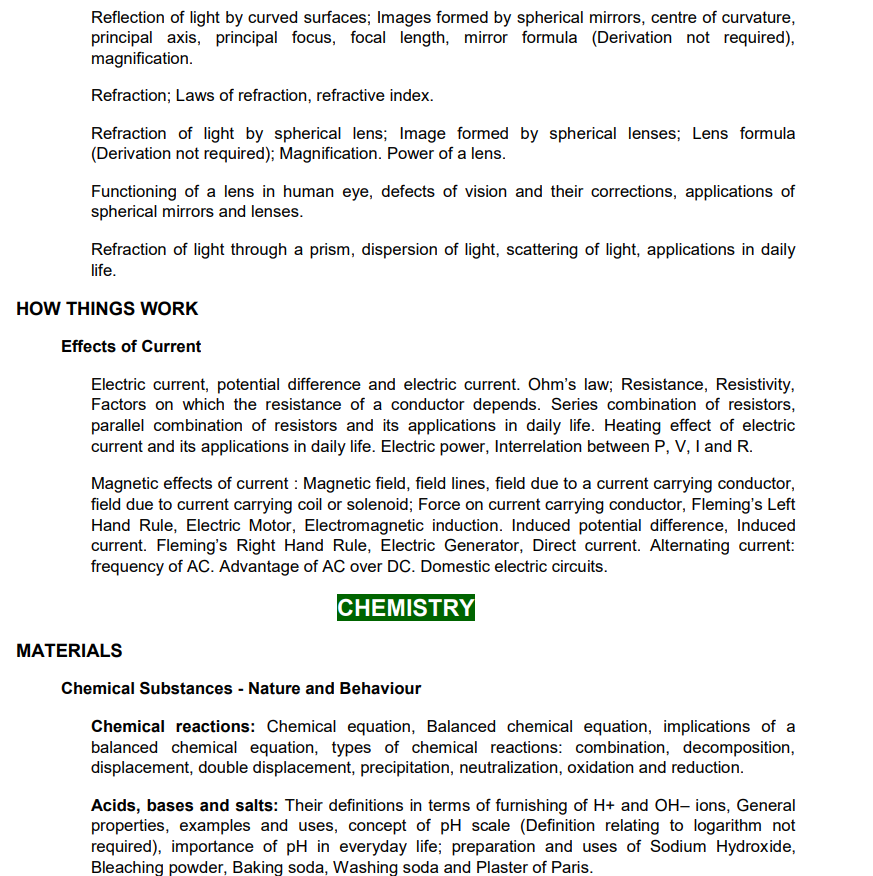 Reflection of light by curved surfaces; Images formed by spherical mirrors, centre of curvature,
principal axis, principal focus, focal length, mirror formula (Derivation not required),
magnification.
Refraction; Laws of refraction, refractive index.
Refraction of light by spherical lens; Image formed by spherical lenses; Lens formula
(Derivation not required); Magnification. Power of a lens.
Functioning of a lens in human eye, defects of vision and their corrections, applications of
spherical mirrors and lenses.
Refraction of light through a prism, dispersion of light, scattering of light, applications in daily
life.
HOW THINGS WORK
Effects of Current
Electric current, potential difference and electric current. Ohm's law; Resistance, Resistivity,
Factors on which the resistance of a conductor depends. Series combination of resistors,
parallel combination of resistors and its applications in daily life. Heating effect of electric
current and its applications in daily life. Electric power, Interrelation between P, V, I and R.
Magnetic effects of current : Magnetic field, field lines, field due to a current carrying conductor,
field due to current carrying coil or solenoid; Force on current carrying conductor, Fleming's Left
Hand Rule, Electric Motor, Electromagnetic induction. Induced potential difference, Induced
current. Fleming's Right Hand Rule, Electric Generator, Direct current. Alternating current:
frequency of AC. Advantage of AC over DC. Domestic electric circuits.
CHEMISTRY
MATERIALS
Chemical Substances - Nature and Behaviour
Chemical reactions: Chemical equation, Balanced chemical equation, implications of a
balanced chemical equation, types of chemical reactions: combination, decomposition,
displacement, double displacement, precipitation, neutralization, oxidation and reduction.
Acids, bases and salts: Their definitions in terms of furnishing of H+ and OH– ions, General
properties, examples and uses, concept of pH scale (Definition relating to logarithm not
required), importance of pH in everyday life; preparation and uses of Sodium Hydroxide,
Bleaching powder, Baking soda, Washing soda and Plaster of Paris.